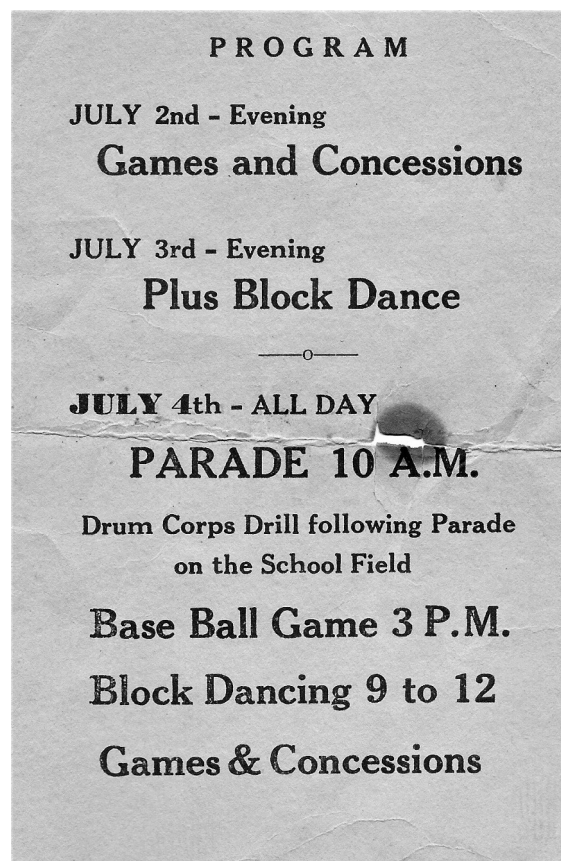 PROGRAM
JULY 2nd - Evening
Games and Concessions
JULY 3rd - Evening
Plus Block Dance
JULY 4th - ALL DAY
PARADE 10 A.M.
Drum Corps Drill following Parade
on the School Field
Base Ball Game 3 P.M.
Block Dancing 9 to 12
Games & Concessions